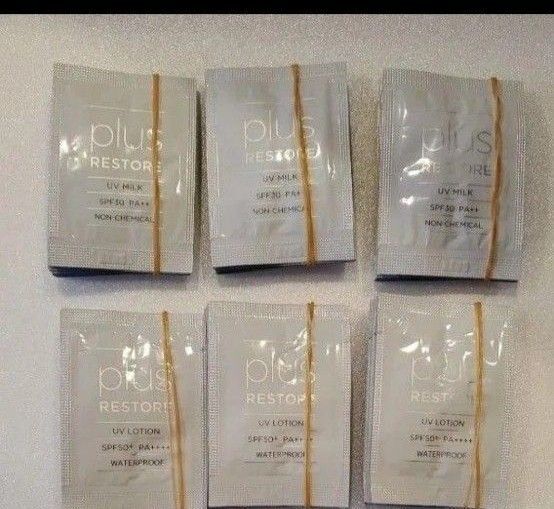 plus
RESTORE
UV MILK
SPF30 PA++
NON CHEMICAL
plus
RESTORE
UV MILK
SPF30 PA++
NON CHEMICAL
plus
RESTORE
UV MILK
SPF30 PA++
NON CHEMICAL
plus
RESTORE
UV LOTION
SPF50+ PA++++
WATERPROOF
plus
RESTORE
UV LOTION
SPF50+ PA++++
WATERPROOF
plus
RESTORE
UV LOTION
SPF50+ PA++++
WATERPROOF